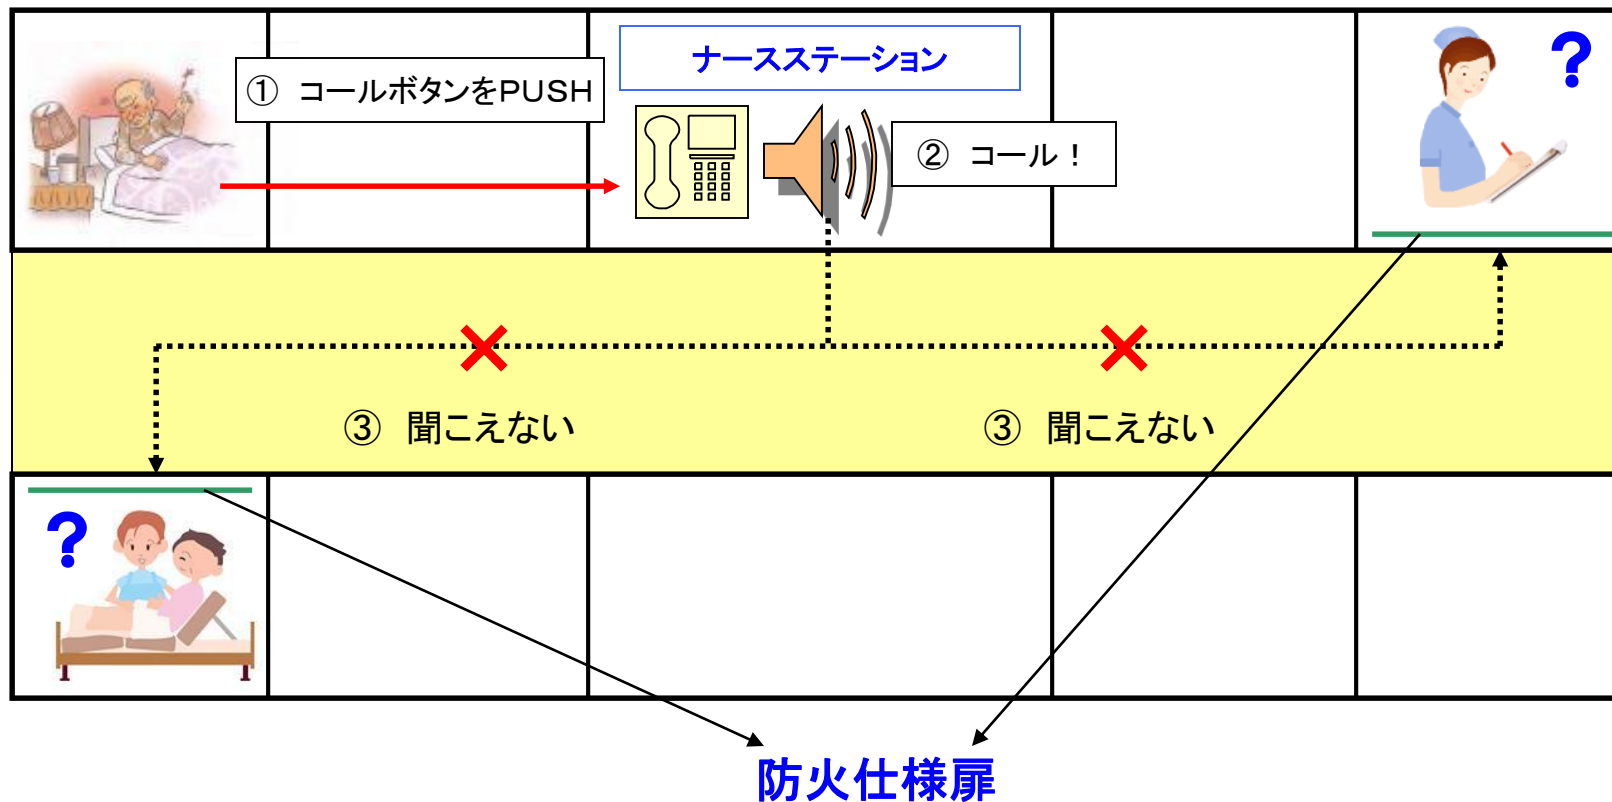 ナースステーション
?
① コールボタンをPUSH
② コール！
③ 聞こえない
③ 聞こえない
?
防火仕様扉